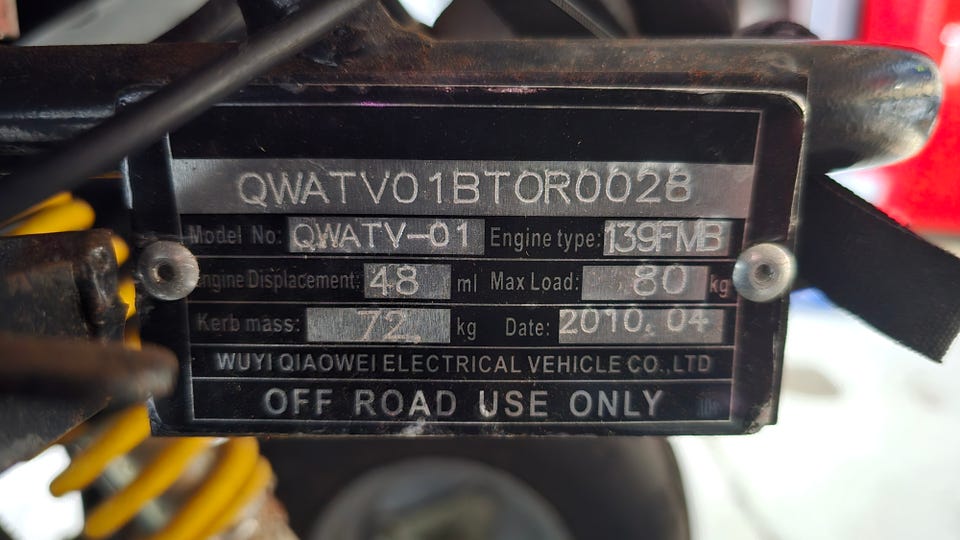 QWATV01BT0R0028
Model No: QWATV-01 Engine type: 139FMB
Engine Displacement: 48 ml Max Load: 80 kg
Kerb mass: 72 kg Date: 2010.04
WUYI QIAOWEI ELECTRICAL VEHICLE CO.,LTD
OFF ROAD USE ONLY